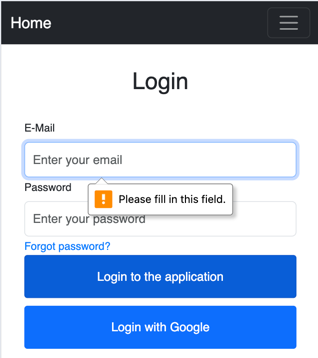 Home
Login
E-Mail
Enter your email
Please fill in this field.
Password
Enter your password
Forgot password?
Login to the application
Login with Google